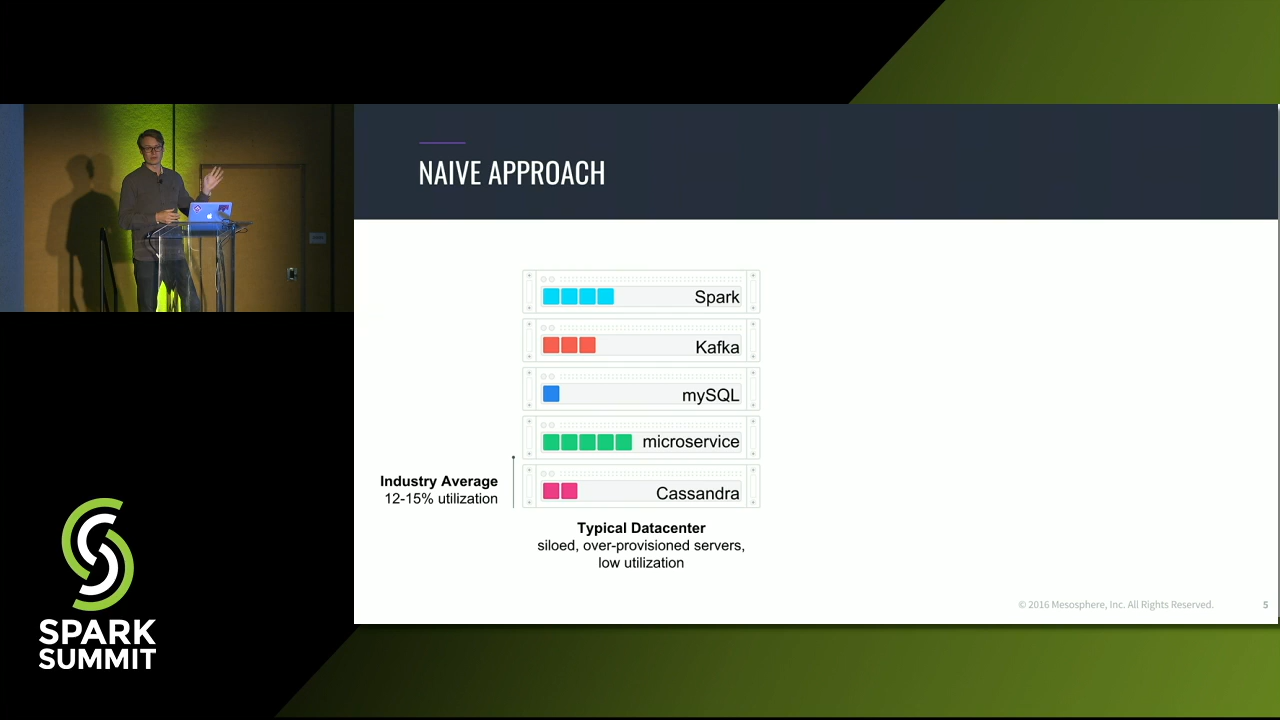 NAIVE APPROACH
Spark
Kafka
mySQL
microservice
Cassandra
Industry Average
12-15% utilization
Typical Datacenter
siloed, over-provisioned servers,
low utilization
© 2016 Mesosphere, Inc. All Rights Reserved.
5
SPARK
SUMMIT